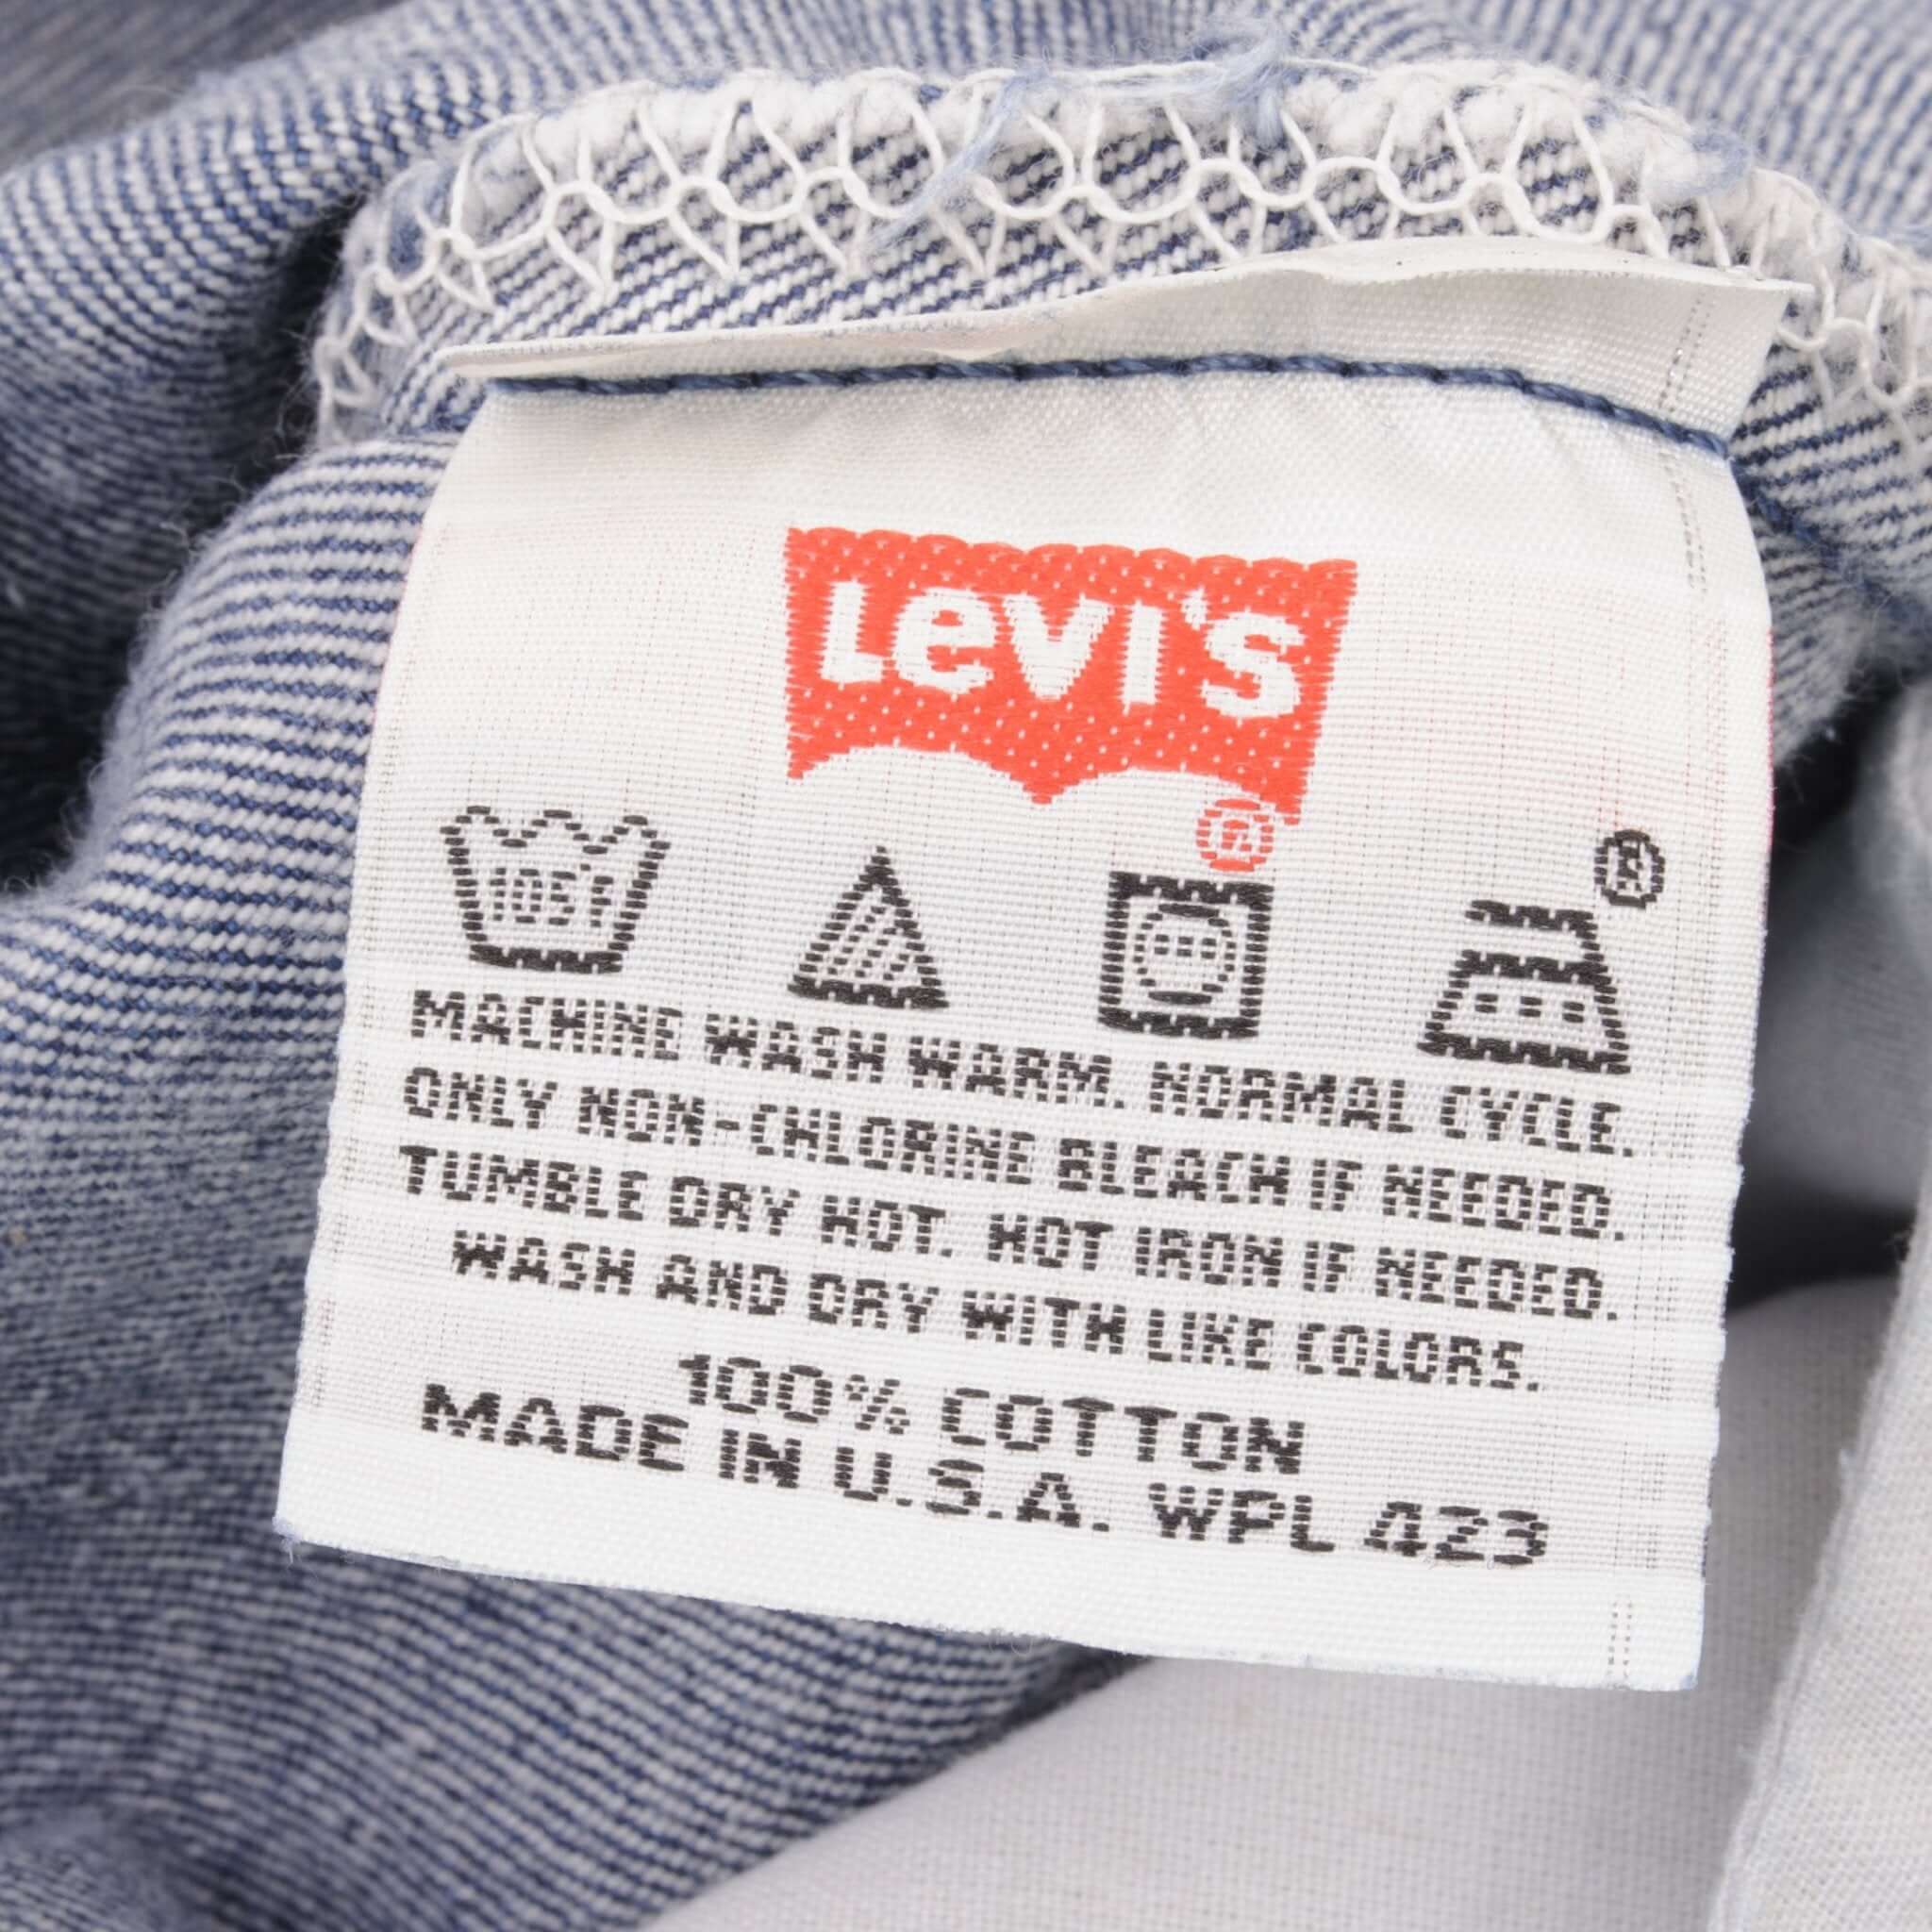 Levi's
®
105°F
®
MACHINE WASH WARM. NORMAL CYCLE.
ONLY NON-CHLORINE BLEACH IF NEEDED.
TUMBLE DRY HOT. HOT IRON IF NEEDED.
WASH AND DRY WITH LIKE COLORS.
100% COTTON
MADE IN U.S.A. WPL 423